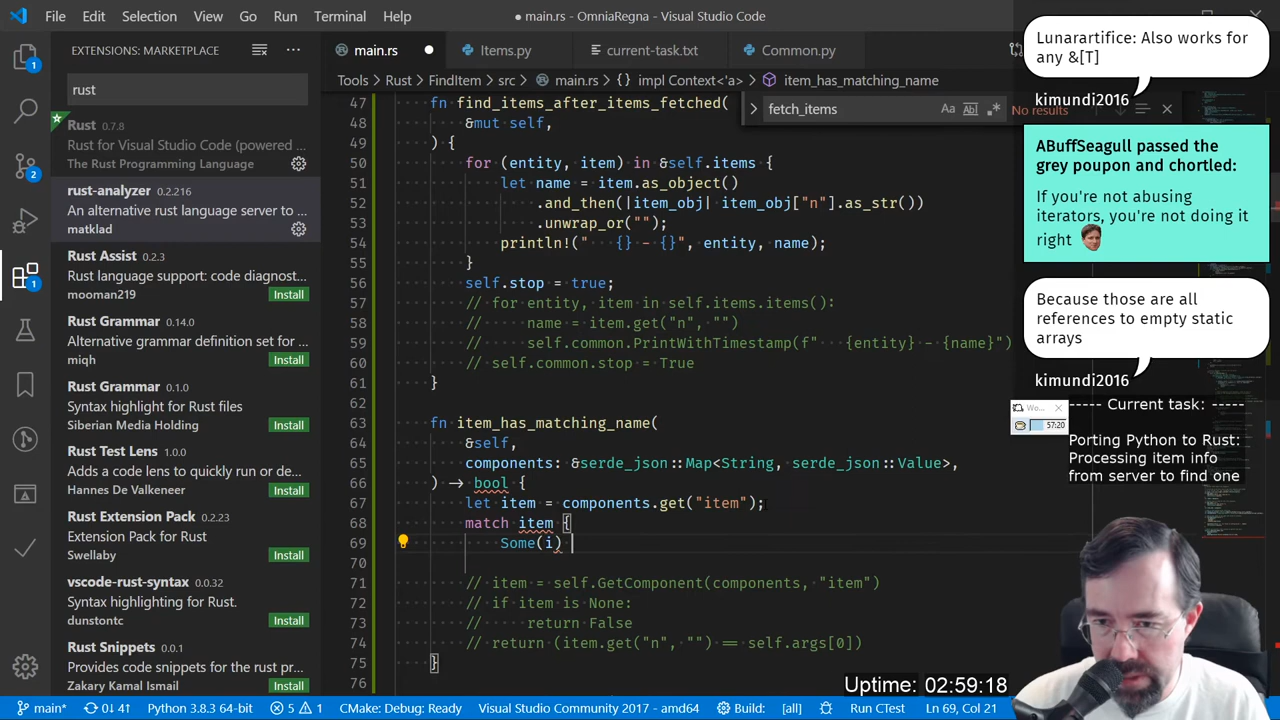 File Edit Selection View Go Run Terminal Help
● main.rs - OmniaRegna - Visual Studio Code
EXTENSIONS: MARKETPLACE
rust
Rust 0.7.8
Rust for Visual Studio Code (powered ...
The Rust Programming Language
rust-analyzer 0.2.216
An alternative rust language server to ...
matklad
Rust Assist 0.2.3
Rust language support: code diagnost...
mooman219 Install
Rust Grammar 0.14.0
Alternative grammar definition set for ...
miqh Install
Rust Grammar 0.1.0
Syntax highlight for Rust files
Siberian Media Holding Install
Rust Test Lens 1.0.0
Adds a code lens to quickly run or de...
Hannes De Valkeneer Install
Rust Extension Pack 0.2.23
Extension Pack for Rust
Swellaby Install
vscode-rust-syntax 0.0.32
Syntax highlighting for Rust.
dunstontc Install
Rust Snippets 0.0.1
Provides code snippets for the rust pr...
Zakary Kamal Ismail Install
main.rs ● Items.py current-task.txt Common.py
Tools > Rust > FindItem > src > main.rs > {} impl Context<'a> > item_has_matching_name
fetch_items Aa Abl .* No results
47 fn find_items_after_items_fetched(
48 &mut self,
49 ) {
50 for (entity, item) in &self.items {
51 let name = item.as_object()
52 .and_then(|item_obj| item_obj["n"].as_str())
53 .unwrap_or("");
54 println!("   {} - {}", entity, name);
55 }
56 self.stop = true;
57 // for entity, item in self.items.items():
58 //     name = item.get("n", "")
59 //     self.common.PrintWithTimestamp(f"   {entity} - {name}")
60 // self.common.stop = True
61 }
62
63 fn item_has_matching_name(
64 &self,
65 components: &serde_json::Map<String, serde_json::Value>,
66 ) -> bool {
67 let item = components.get("item");
68 match item {
69 Some(i)
70
71 // item = self.GetComponent(components, "item")
72 // if item is None:
73 //     return False
74 // return (item.get("n", "") == self.args[0])
75 }
76
Lunarartifice: Also works for
any &[T]
kimundi2016
ABuffSeagull passed the
grey poupon and chortled:
If you're not abusing
iterators, you're not doing it
right
Because those are all
references to empty static
arrays
kimundi2016
Wo...
57:20
----- Current task: -----
Porting Python to Rust:
Processing item info
from server to find one
Uptime: 02:59:18
main* 0↓ 4↑ Python 3.8.3 64-bit 5 1 CMake: Debug: Ready Visual Studio Community 2017 - amd64 Build: [all] Run CTest Ln 69, Col 21